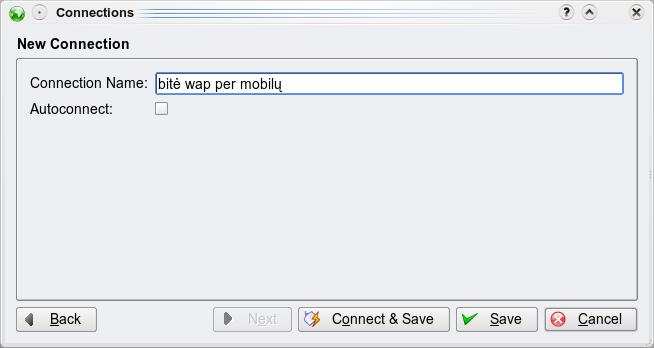 Connections
?
New Connection
Connection Name: bitė wap per mobilų
Autoconnect:
Back Next Connect & Save Save Cancel